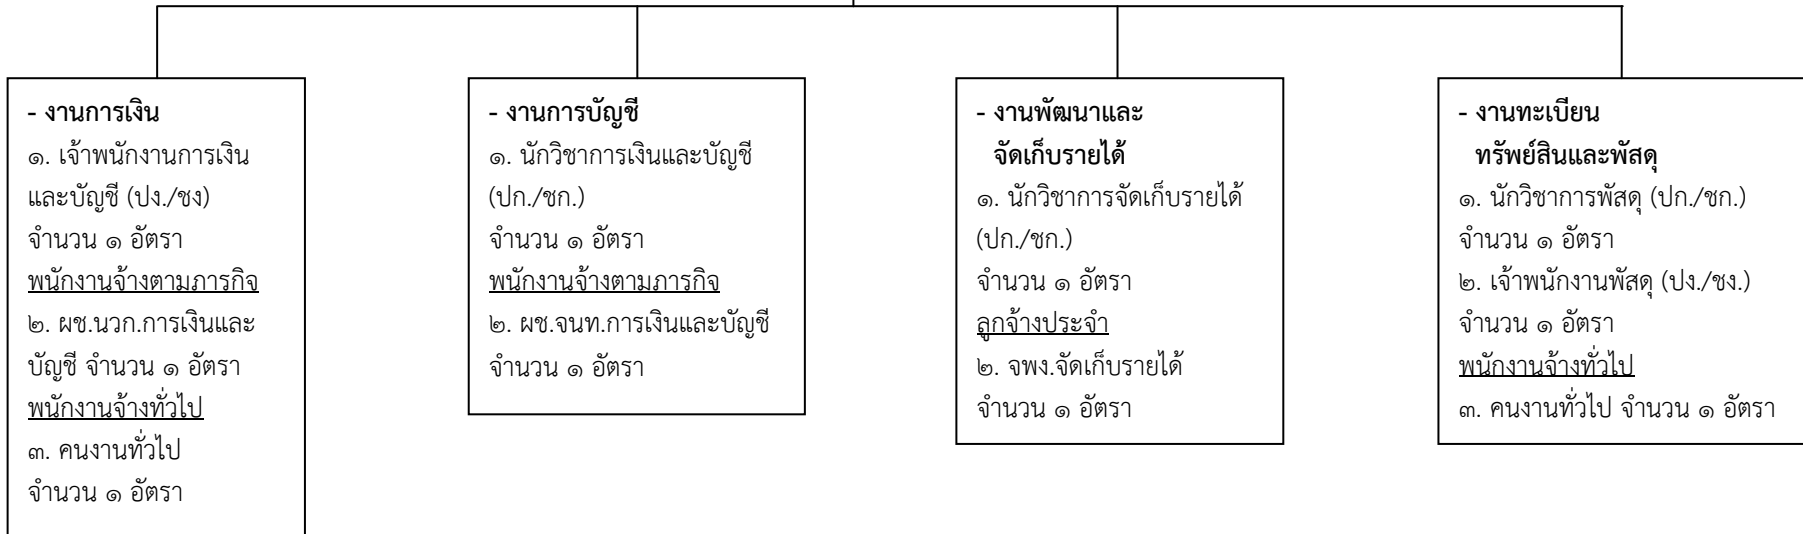 - งานการเงิน
๑. เจ้าพนักงานการเงิน
และบัญชี (ปง./ชง)
จำนวน ๑ อัตรา
พนักงานจ้างตามภารกิจ
๒. ผช.นวก.การเงินและ
บัญชี จำนวน ๑ อัตรา
พนักงานจ้างทั่วไป
๓. คนงานทั่วไป
จำนวน ๑ อัตรา
- งานการบัญชี
๑. นักวิชาการเงินและบัญชี
(ปก./ชก.)
จำนวน ๑ อัตรา
พนักงานจ้างตามภารกิจ
๒. ผช.จนท.การเงินและบัญชี
จำนวน ๑ อัตรา
- งานพัฒนาและ
จัดเก็บรายได้
๑. นักวิชาการจัดเก็บรายได้
(ปก./ชก.)
จำนวน ๑ อัตรา
ลูกจ้างประจำ
๒. จพง.จัดเก็บรายได้
จำนวน ๑ อัตรา
- งานทะเบียน
ทรัพย์สินและพัสดุ
๑. นักวิชาการพัสดุ (ปก./ชก.)
จำนวน ๑ อัตรา
๒. เจ้าพนักงานพัสดุ (ปง./ชง.)
จำนวน ๑ อัตรา
พนักงานจ้างทั่วไป
๓. คนงานทั่วไป จำนวน ๑ อัตรา